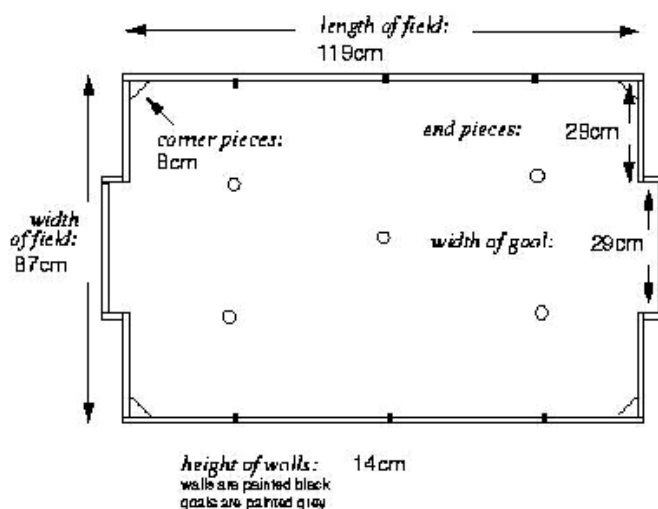 length of field:
119cm
corner pieces:
8cm
end pieces:
29cm
width
of field:
87cm
width of goal:
29cm
height of walls: 14cm
walls are painted black
goals are painted grey